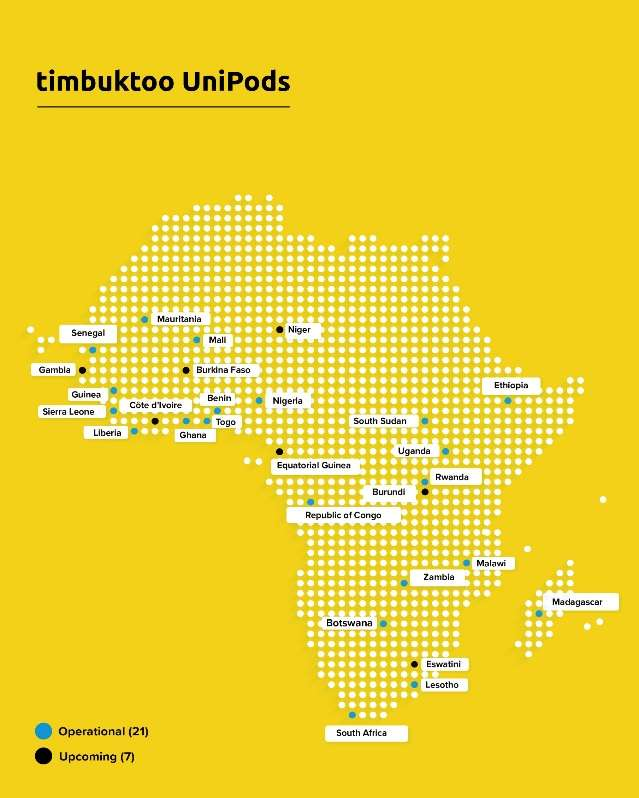 timbuktoo UniPods
Mauritania
Niger
Senegal
Mali
Gambia
Burkina Faso
Ethiopia
Guinea
Benin
Nigeria
Côte d'Ivoire
Sierra Leone
Togo
South Sudan
Liberia
Ghana
Uganda
Equatorial Guinea
Rwanda
Burundi
Republic of Congo
Malawi
Zambia
Madagascar
Botswana
Eswatini
Lesotho
Operational (21)
South Africa
Upcoming (7)